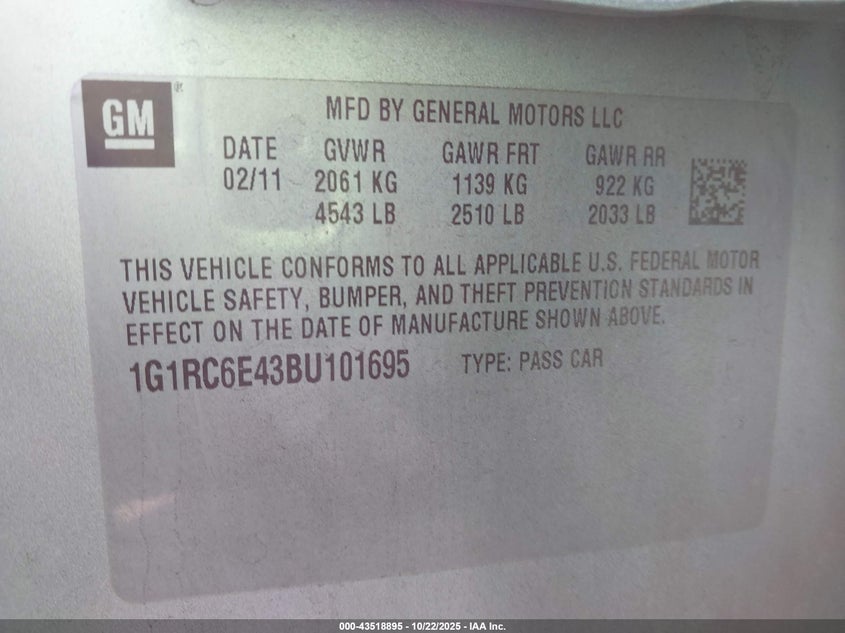 GM
MFD BY GENERAL MOTORS LLC
DATE GVWR GAWR FRT GAWR RR
02/11 2061 KG 1139 KG 922 KG
4543 LB 2510 LB 2033 LB
THIS VEHICLE CONFORMS TO ALL APPLICABLE U.S. FEDERAL MOTOR
VEHICLE SAFETY, BUMPER, AND THEFT PREVENTION STANDARDS IN
EFFECT ON THE DATE OF MANUFACTURE SHOWN ABOVE.
1G1RC6E43BU101695 TYPE: PASS CAR
000-43518895 - 10/22/2025 - IAA Inc.